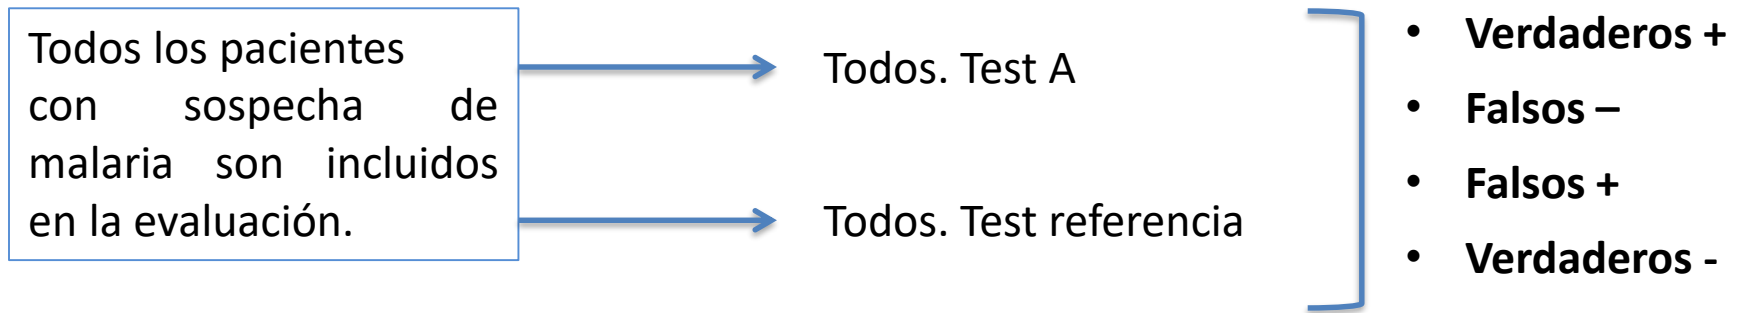 Todos los pacientes
con sospecha de
malaria son incluidos
en la evaluación.
Todos. Test A
Todos. Test referencia
• Verdaderos +
• Falsos –
• Falsos +
• Verdaderos -